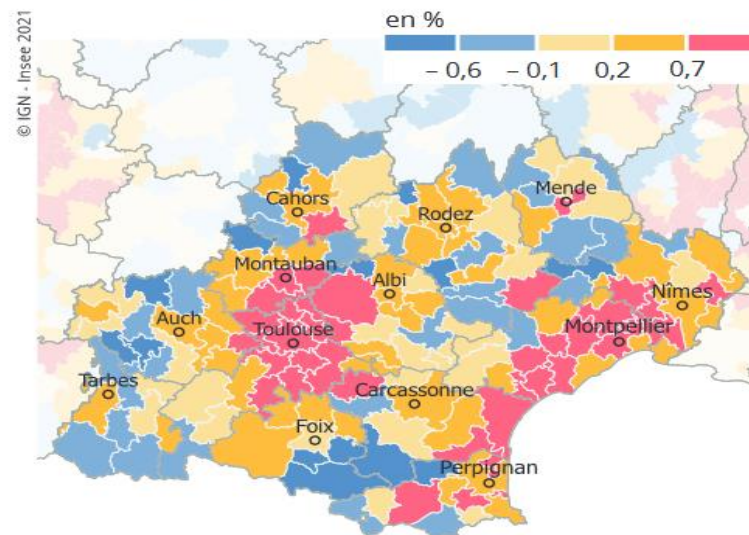 © IGN - Insee 2021
en %
– 0,6 – 0,1 0,2 0,7
Mende
Cahors
Rodez
Montauban
Albi
Nîmes
Auch
Toulouse
Montpellier
Tarbes
Carcassonne
Foix
Perpignan